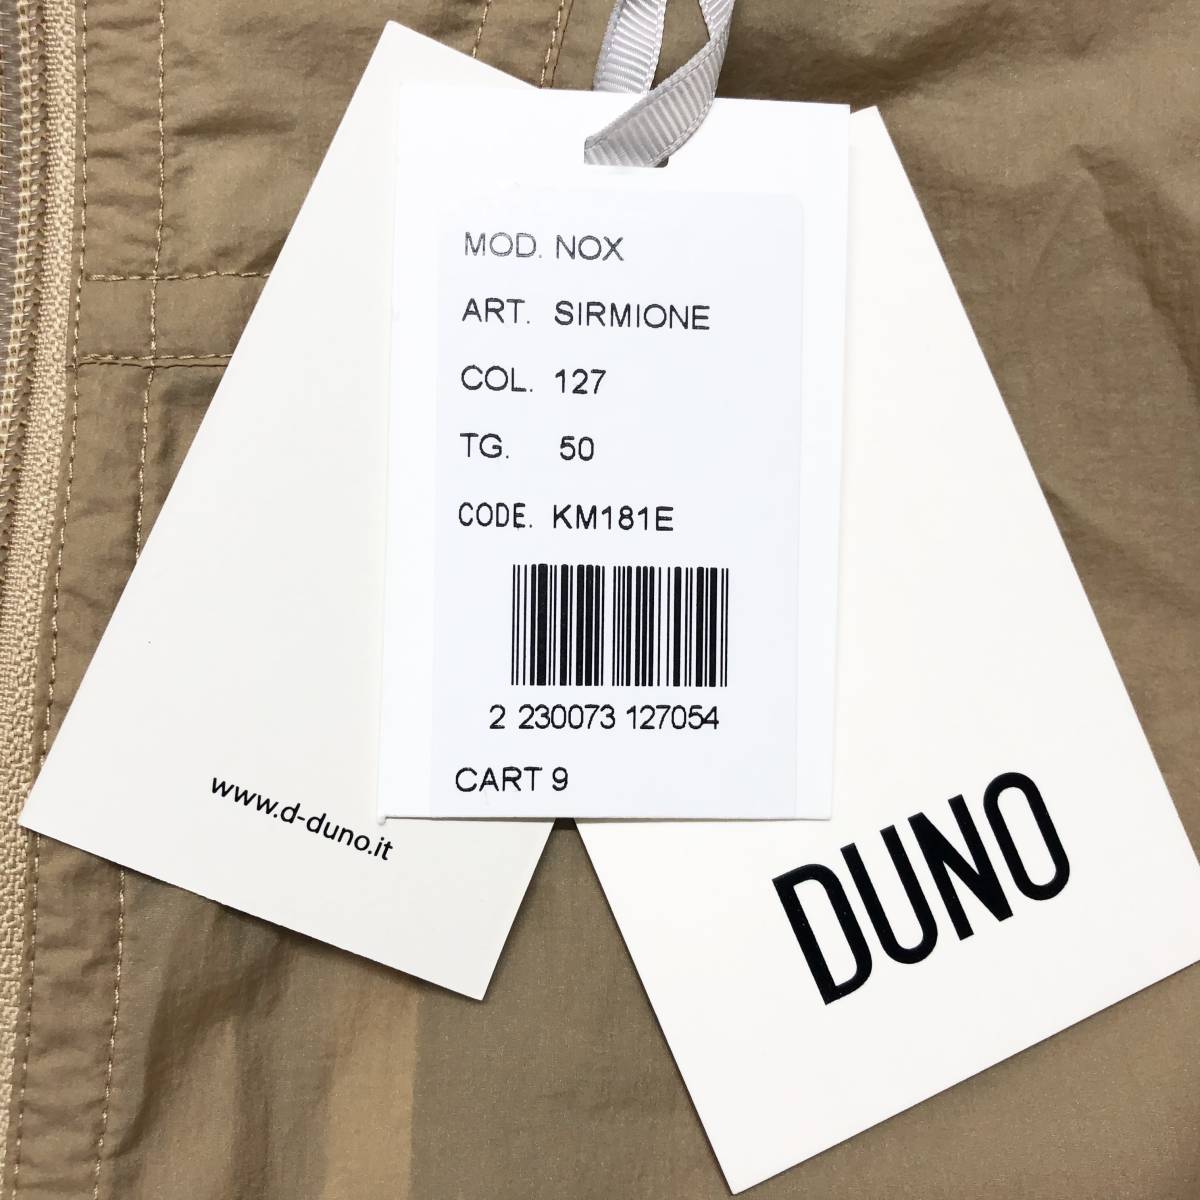 MOD. NOX
ART. SIRMIONE
COL. 127
TG. 50
CODE. KM181E
2 230073 127054
CART 9
www.d-duno.it
DUNO